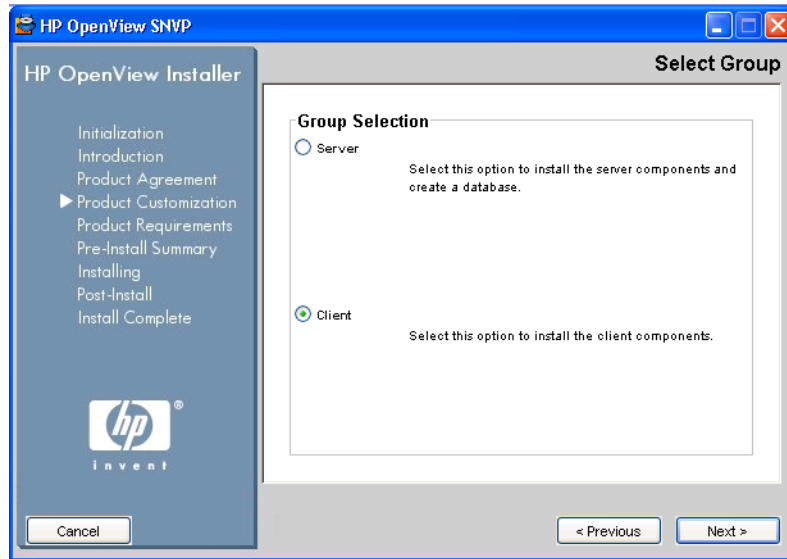 HP OpenView SNVP
HP OpenView Installer
Select Group
Initialization
Introduction
Product Agreement
Product Customization
Product Requirements
Pre-Install Summary
Installing
Post-Install
Install Complete
hp
®
invent
Group Selection
Server
Select this option to install the server components and
create a database.
Client
Select this option to install the client components.
Cancel
< Previous
Next >